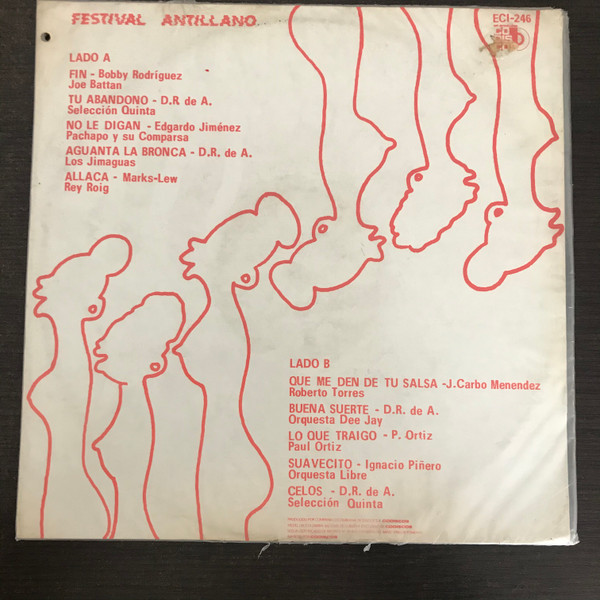 FESTIVAL ANTILLANO
ECI-246
LADO A
FIN - Bobby Rodríguez
Joe Battan
TU ABANDONO - D.R de A.
Selección Quinta
NO LE DIGAN - Edgardo Jiménez
Pachapo y su Comparsa
AGUANTA LA BRONCA - D.R. de A.
Los Jimaguas
ALLACA - Marks-Lew
Rey Roig
LADO B
QUE ME DEN DE TU SALSA -J.Carbo Menendez
Roberto Torres
BUENA SUERTE - D.R. de A.
Orquesta Dee Jay
LO QUE TRAIGO - P. Ortiz
Paul Ortiz
SUAVECITO - Ignacio Piñero
Orquesta Libre
CELOS - D.R. de A.
Selección Quinta